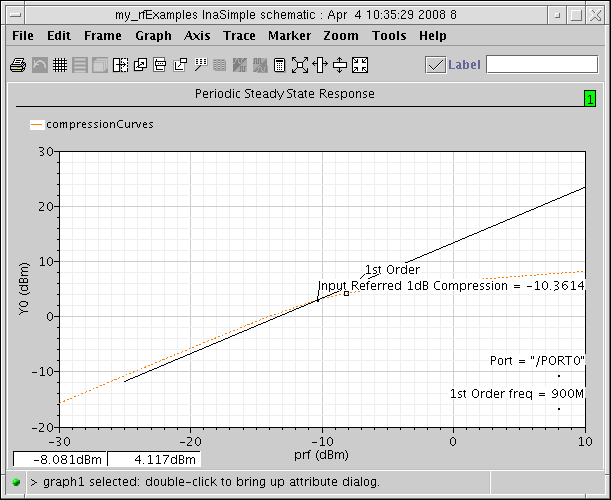 my_rfExamples lnaSimple schematic : Apr 4 10:35:29 2008 8
File Edit Frame Graph Axis Trace Marker Zoom Tools Help
Label
Periodic Steady State Response
1
compressionCurves
30
20
10
0
-10
-20
Y0 (dBm)
1st Order
Input Referred 1dB Compression = -10.3614
Port = "/PORT0"
1st Order freq = 900M
-30 -20 -10 0 10
prf (dBm)
-8.081dBm 4.117dBm
> graph1 selected: double-click to bring up attribute dialog.